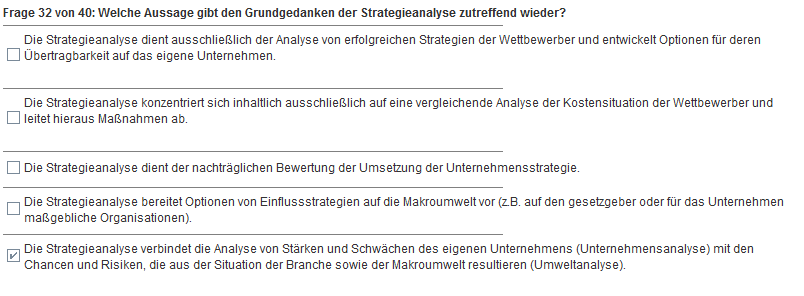 Frage 32 von 40: Welche Aussage gibt den Grundgedanken der Strategieanalyse zutreffend wieder?
Die Strategieanalyse dient ausschließlich der Analyse von erfolgreichen Strategien der Wettbewerber und entwickelt Optionen für deren
Übertragbarkeit auf das eigene Unternehmen.
Die Strategieanalyse konzentriert sich inhaltlich ausschließlich auf eine vergleichende Analyse der Kostensituation der Wettbewerber und
leitet hieraus Maßnahmen ab.
Die Strategieanalyse dient der nachträglichen Bewertung der Umsetzung der Unternehmensstrategie.
Die Strategieanalyse bereitet Optionen von Einflussstrategien auf die Makroumwelt vor (z.B. auf den gesetzgeber oder für das Unternehmen
maßgebliche Organisationen).
Die Strategieanalyse verbindet die Analyse von Stärken und Schwächen des eigenen Unternehmens (Unternehmensanalyse) mit den
Chancen und Risiken, die aus der Situation der Branche sowie der Makroumwelt resultieren (Umweltanalyse).